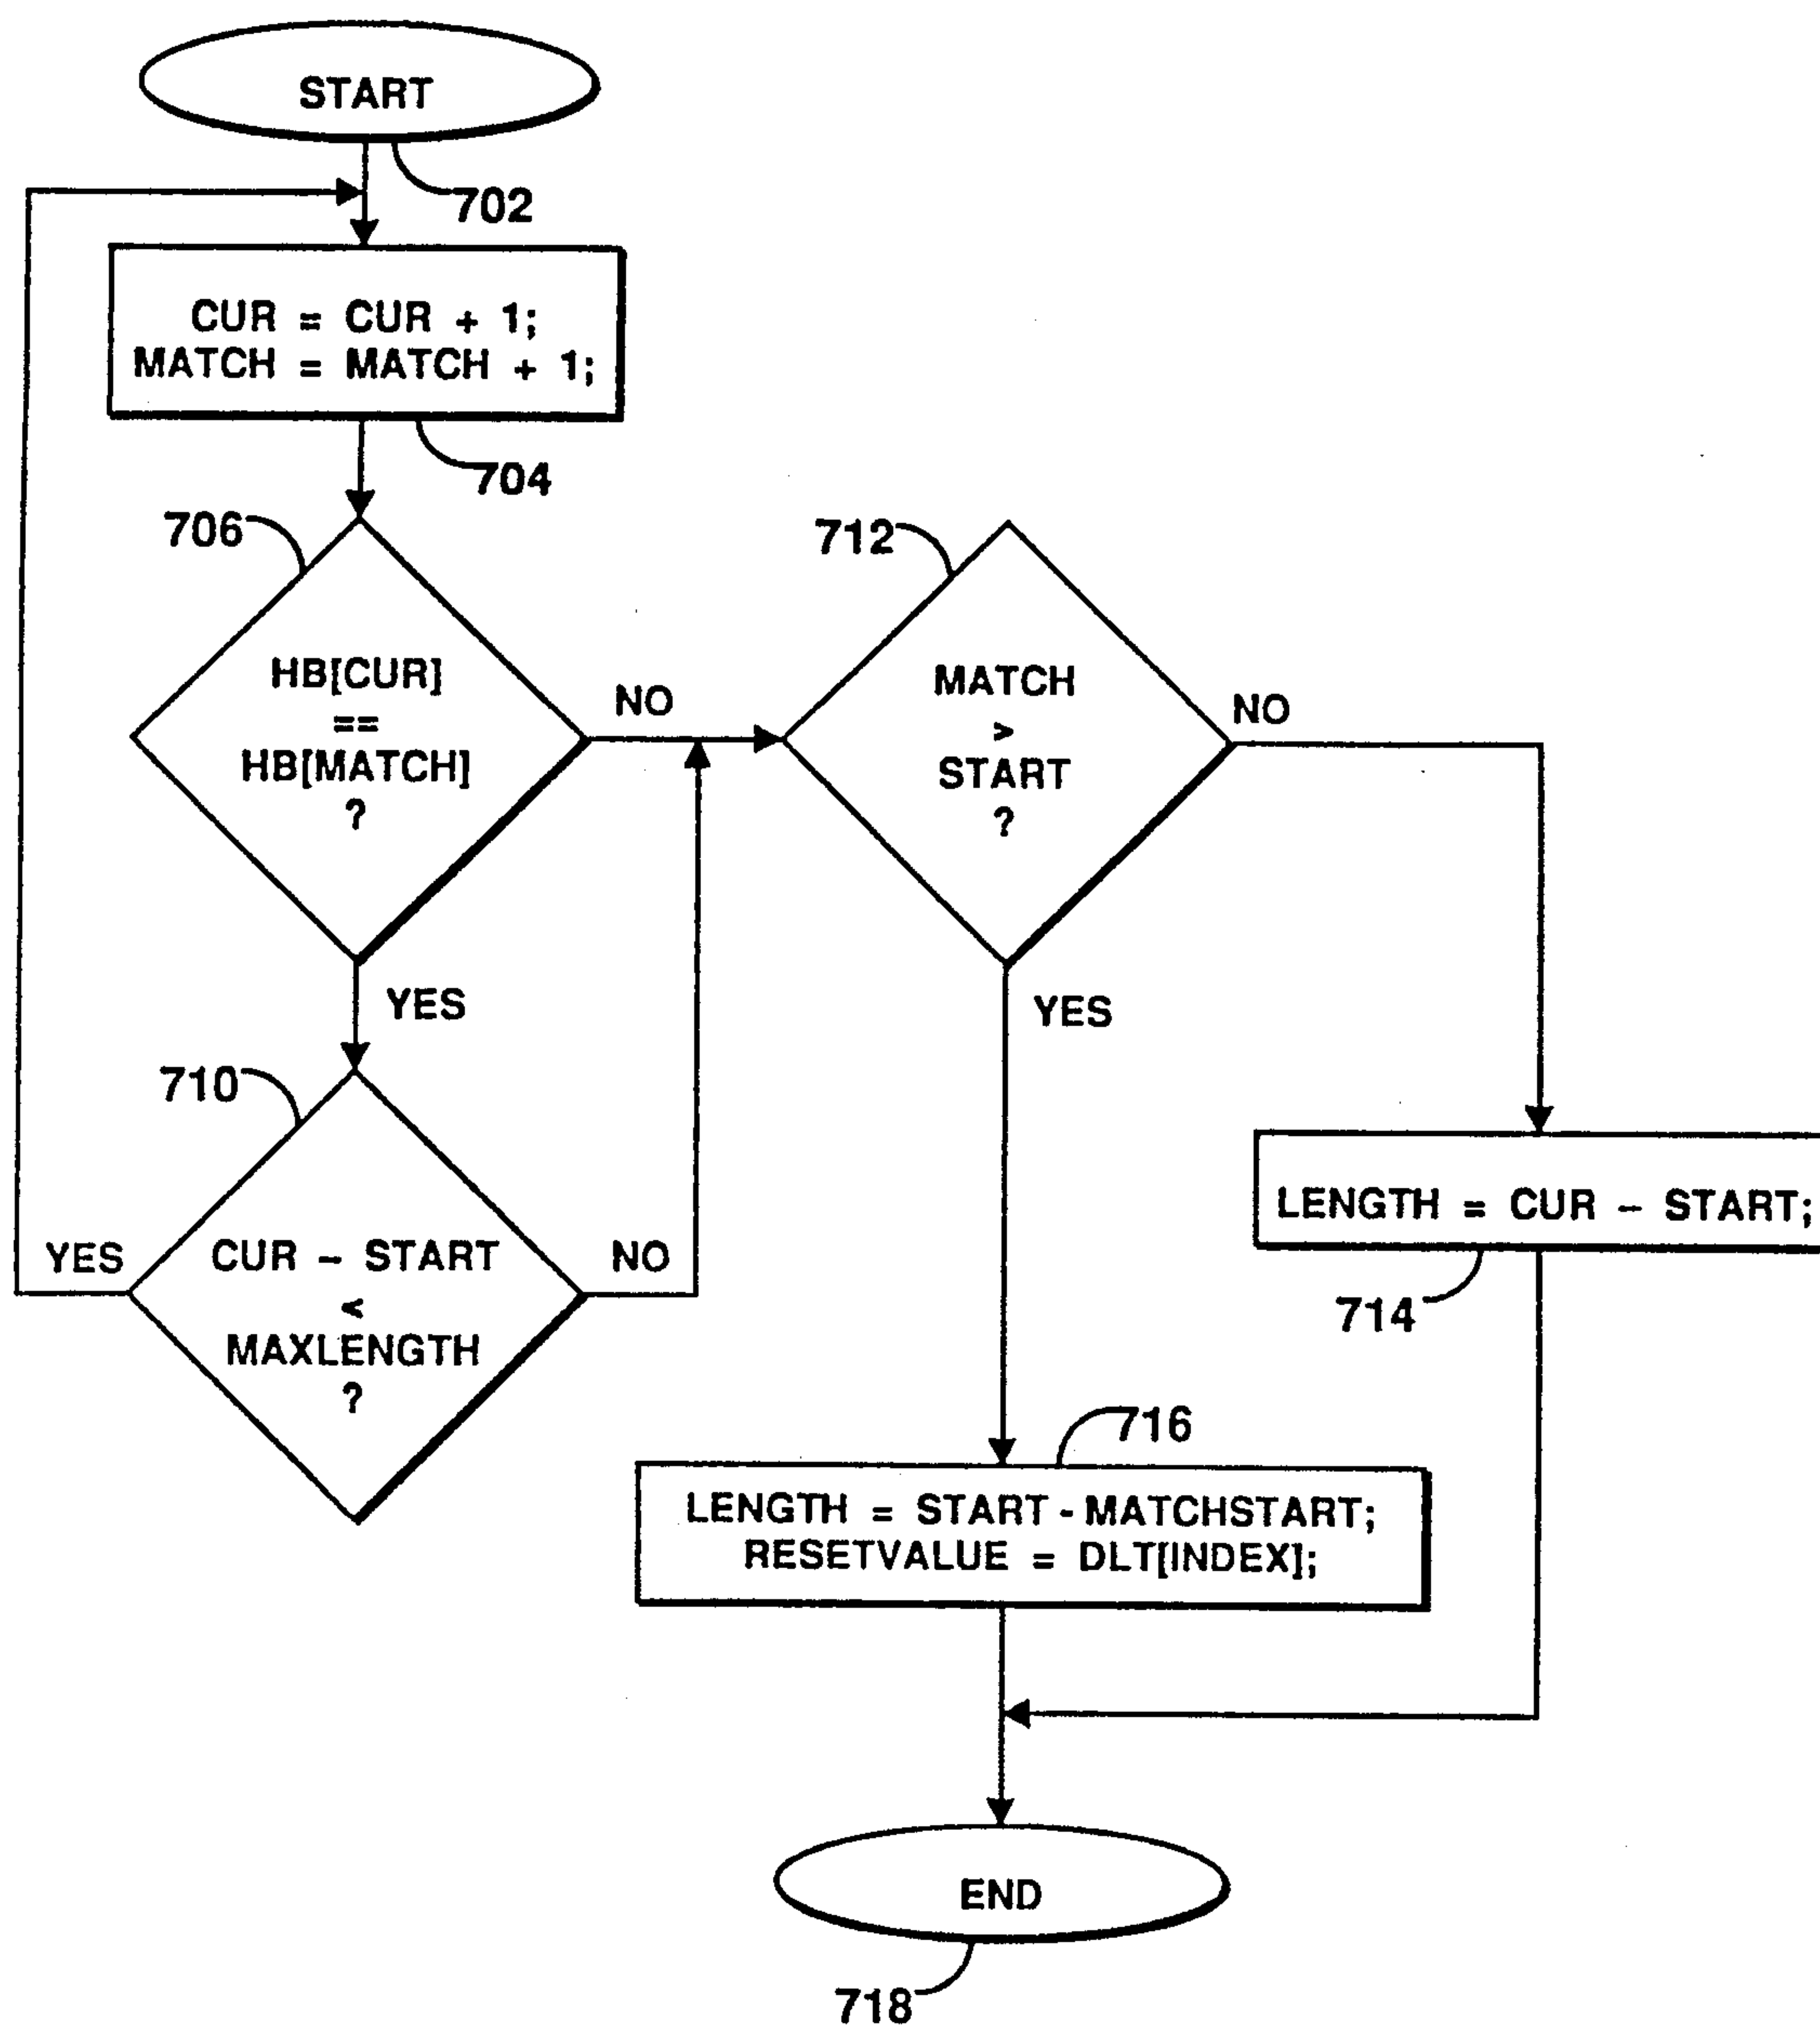 START
702
CUR = CUR + 1;
MATCH = MATCH + 1;
704
706
HB[CUR]
==
HB[MATCH]
?
NO
YES
710
CUR – START
<
MAXLENGTH
?
YES
NO
712
MATCH
>
START
?
NO
YES
LENGTH = CUR – START;
714
716
LENGTH = START - MATCHSTART;
RESETVALUE = DLT[INDEX];
END
718